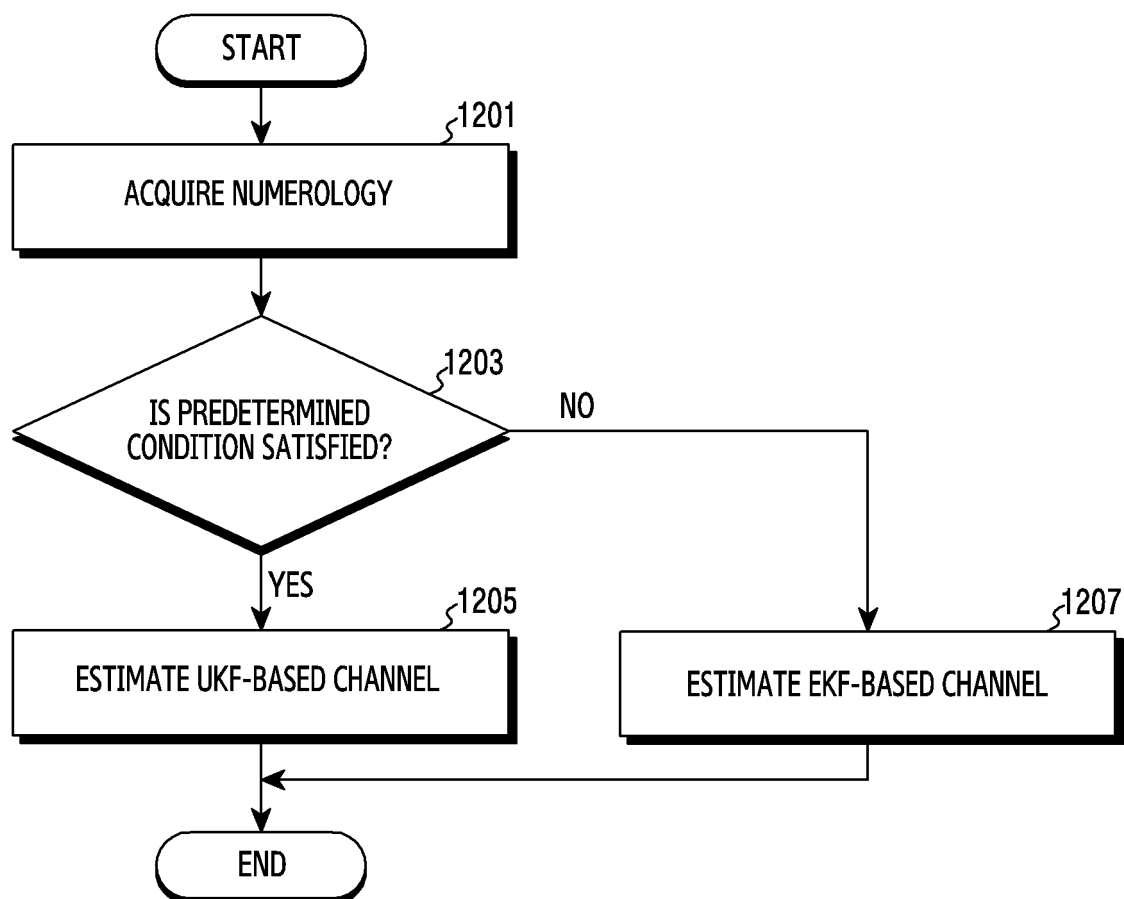 START
1201
ACQUIRE NUMEROLOGY
1203
IS PREDETERMINED
CONDITION SATISFIED?
NO
YES
1205
ESTIMATE UKF-BASED CHANNEL
1207
ESTIMATE EKF-BASED CHANNEL
END